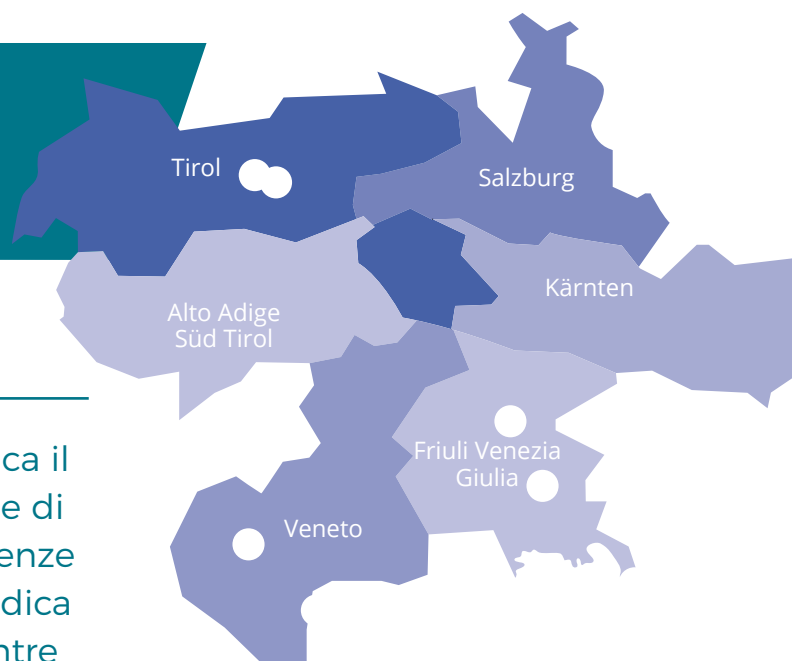 Tirol
Salzburg
Kärnten
Alto Adige
Süd Tirol
Friuli Venezia
Giulia
Veneto
ca il
e di
enze
dica
ntre